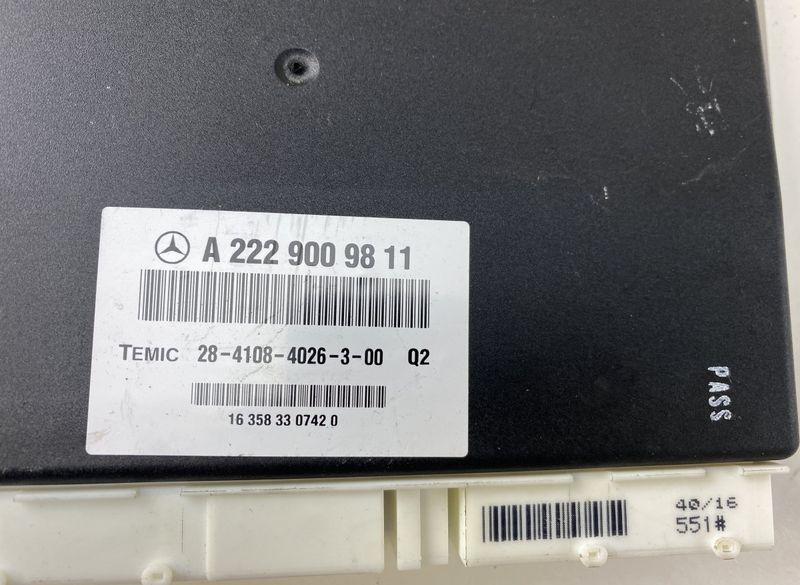 A 222 900 98 11
TEMIC 28-4108-4026-3-00 Q2
16 358 33 0742 0
PASS
40/16
551#